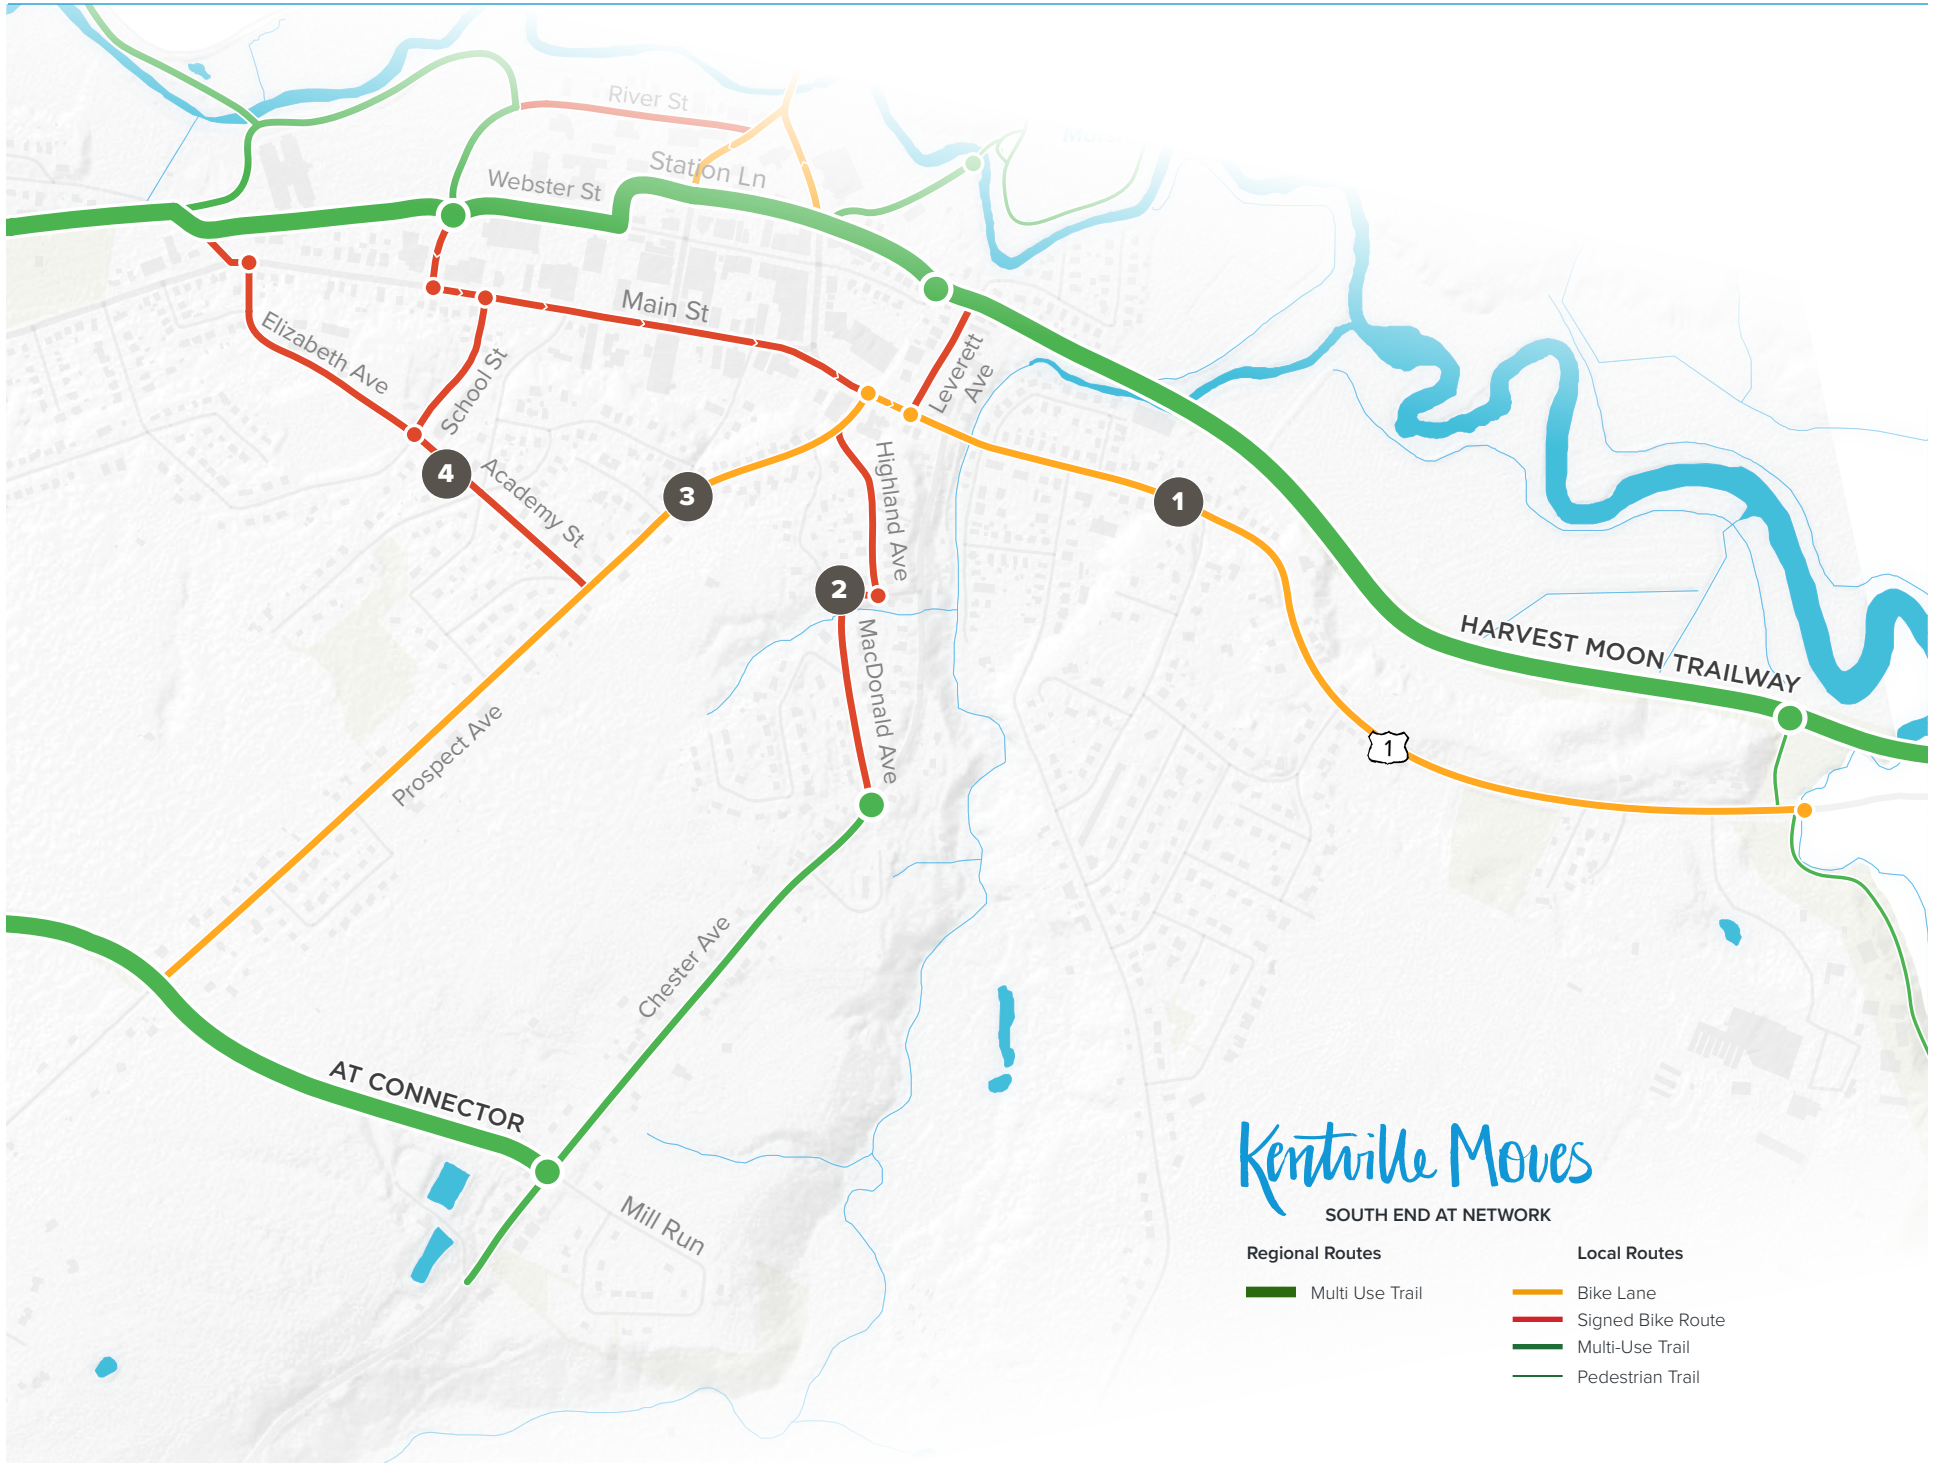 River St
Station Ln
Webster St
Main St
Elizabeth Ave
School St
Leverett
Ave
Highland Ave
4
Academy St
3
1
2
MacDonald Ave
HARVEST MOON TRAILWAY
1
Prospect Ave
Chester Ave
AT CONNECTOR
Mill Run
Kentville Moves
SOUTH END AT NETWORK
Regional Routes
Local Routes
Multi Use Trail
Bike Lane
Signed Bike Route
Multi-Use Trail
Pedestrian Trail